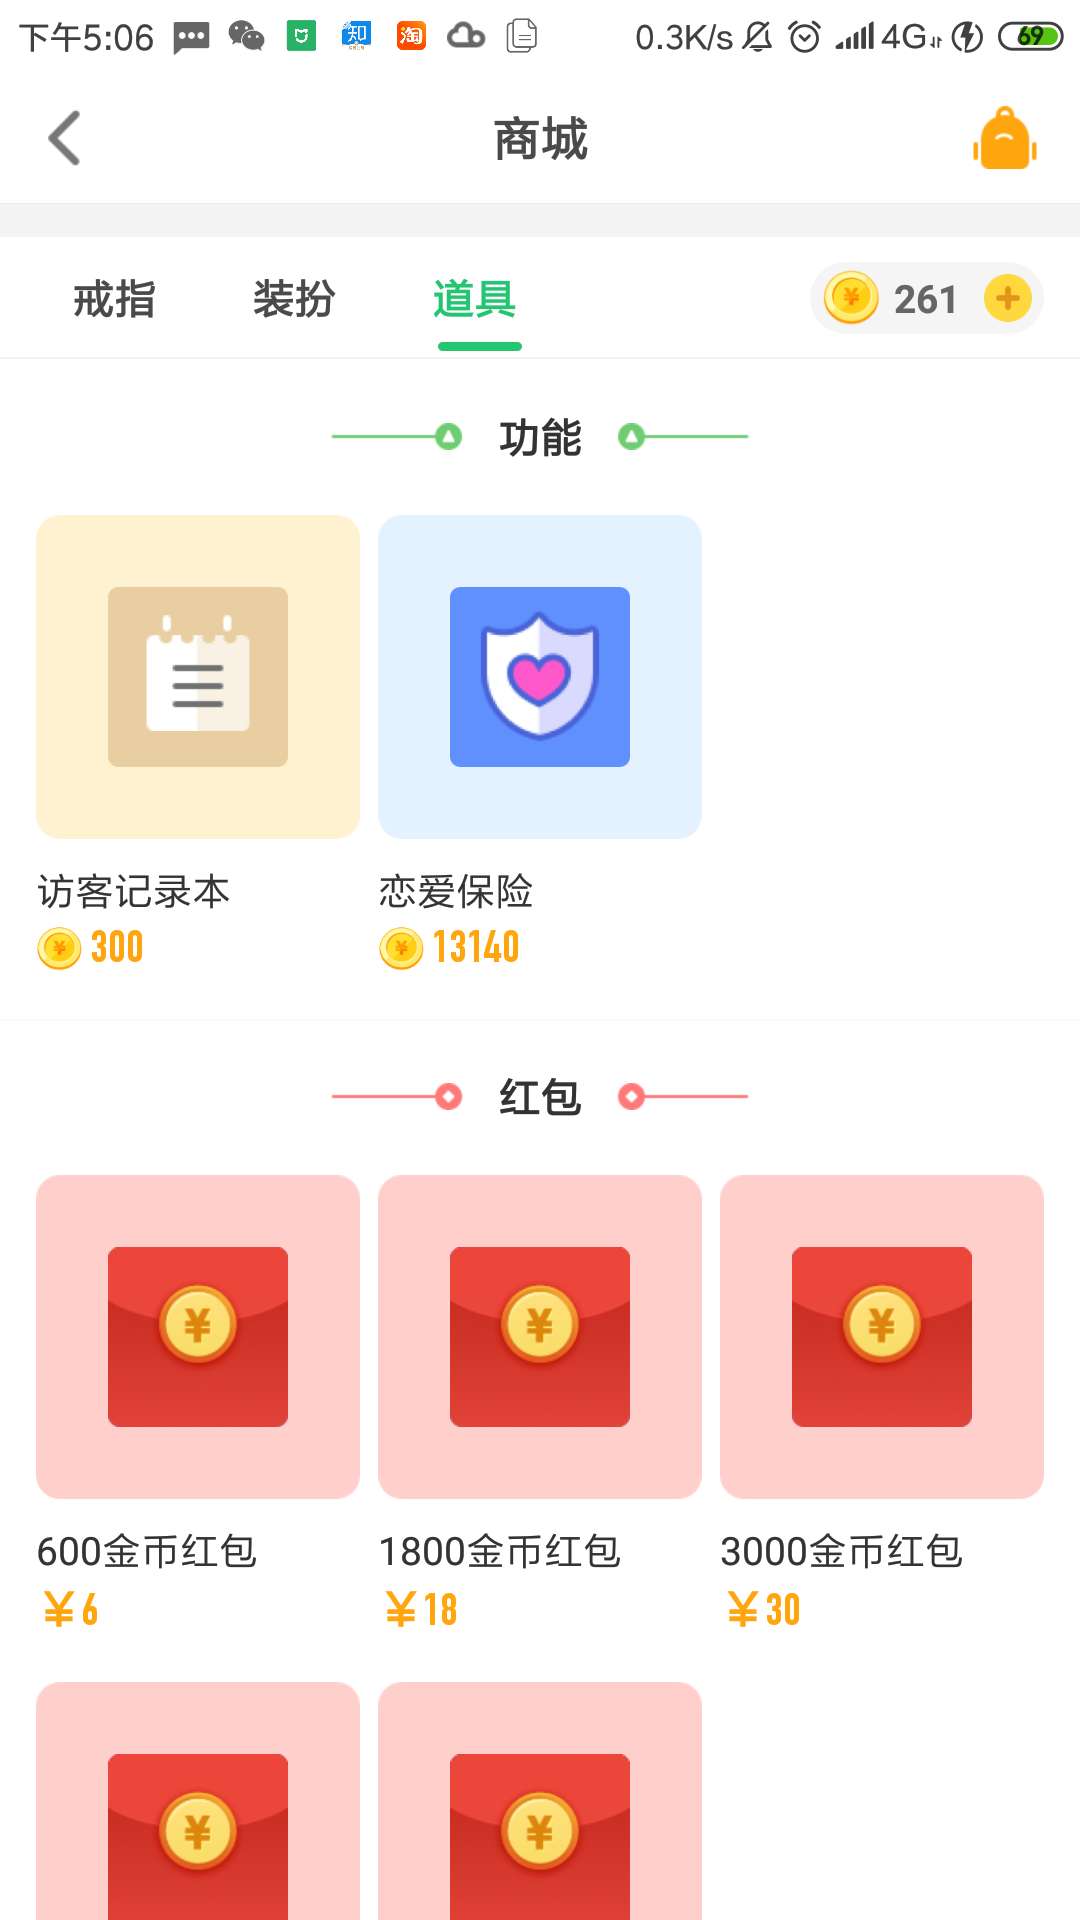 下午5:06 知 淘 0.3K/s 4G 69
商城
戒指 装扮 道具 261
功能
访客记录本 恋爱保险
300 13140
红包
¥ ¥ ¥
600金币红包 1800金币红包 3000金币红包
¥6 ¥18 ¥30
¥ ¥